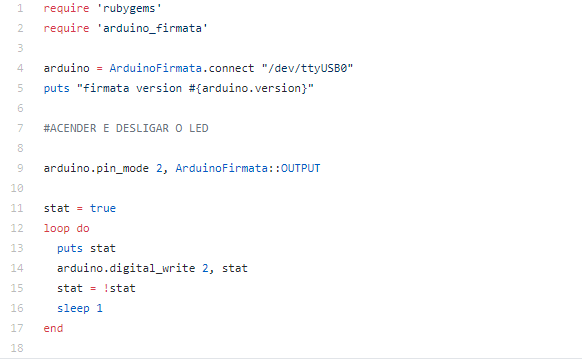 1 require 'rubygems'
2 require 'arduino_firmata'
3
4 arduino = ArduinoFirmata.connect "/dev/ttyUSB0"
5 puts "firmata version #{arduino.version}"
6
7 #ACENDER E DESLIGAR O LED
8
9 arduino.pin_mode 2, ArduinoFirmata::OUTPUT
10
11 stat = true
12 loop do
13   puts stat
14   arduino.digital_write 2, stat
15   stat = !stat
16   sleep 1
17 end
18